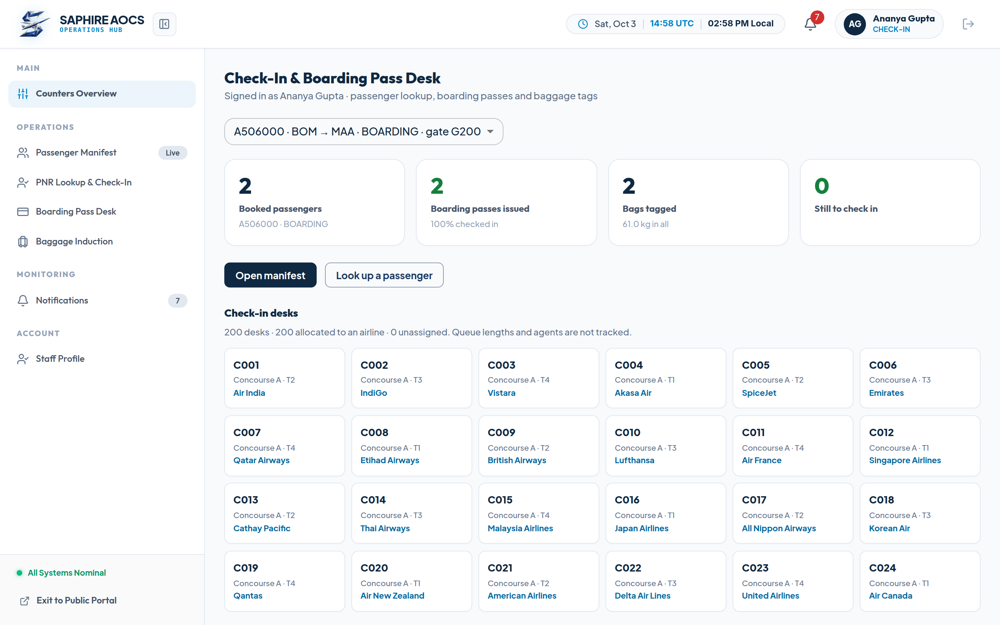 SAPHIRE AOCS
OPERATIONS HUB
Sat, Oct 3
14:58 UTC
02:58 PM Local
7
AG
Ananya Gupta
CHECK-IN
MAIN
Counters Overview
OPERATIONS
Passenger Manifest
Live
PNR Lookup & Check-In
Boarding Pass Desk
Baggage Induction
MONITORING
Notifications
7
ACCOUNT
Staff Profile
All Systems Nominal
Exit to Public Portal
Check-In & Boarding Pass Desk
Signed in as Ananya Gupta · passenger lookup, boarding passes and baggage tags
A506000 · BOM → MAA · BOARDING · gate G200
2
Booked passengers
A506000 · BOARDING
2
Boarding passes issued
100% checked in
2
Bags tagged
61.0 kg in all
0
Still to check in
Open manifest
Look up a passenger
Check-in desks
200 desks · 200 allocated to an airline · 0 unassigned. Queue lengths and agents are not tracked.
C001
Concourse A · T2
Air India
C002
Concourse A · T3
IndiGo
C003
Concourse A · T4
Vistara
C004
Concourse A · T1
Akasa Air
C005
Concourse A · T2
SpiceJet
C006
Concourse A · T3
Emirates
C007
Concourse A · T4
Qatar Airways
C008
Concourse A · T1
Etihad Airways
C009
Concourse A · T2
British Airways
C010
Concourse A · T3
Lufthansa
C011
Concourse A · T4
Air France
C012
Concourse A · T1
Singapore Airlines
C013
Concourse A · T2
Cathay Pacific
C014
Concourse A · T3
Thai Airways
C015
Concourse A · T4
Malaysia Airlines
C016
Concourse A · T1
Japan Airlines
C017
Concourse A · T2
All Nippon Airways
C018
Concourse A · T3
Korean Air
C019
Concourse A · T4
Qantas
C020
Concourse A · T1
Air New Zealand
C021
Concourse A · T2
American Airlines
C022
Concourse A · T3
Delta Air Lines
C023
Concourse A · T4
United Airlines
C024
Concourse A · T1
Air Canada